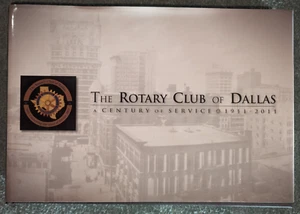 THE ROTARY CLUB OF DALLAS
A CENTURY OF SERVICE 1911-2011